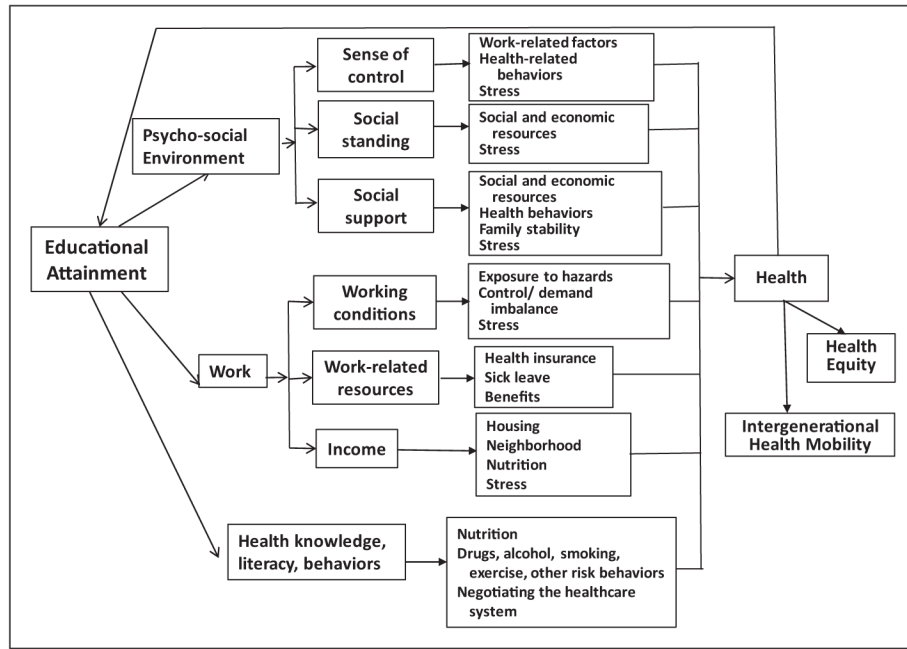 Sense of
control
Work-related factors
Health-related
behaviors
Stress
Psycho-social
Environment
Social
standing
Social and economic
resources
Stress
Social
support
Social and economic
resources
Health behaviors
Family stability
Stress
Educational
Attainment
Working
conditions
Exposure to hazards
Control/ demand
imbalance
Stress
Health
Work
Work-related
resources
Health insurance
Sick leave
Benefits
Health
Equity
Income
Housing
Neighborhood
Nutrition
Stress
Intergenerational
Health Mobility
Health knowledge,
literacy, behaviors
Nutrition
Drugs, alcohol, smoking,
exercise, other risk behaviors
Negotiating the healthcare
system